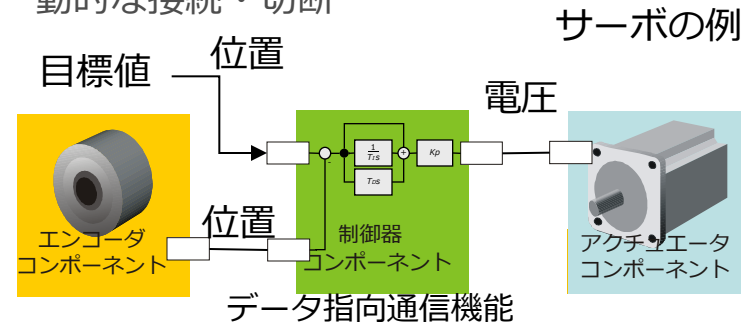 動的な接続・切断
サーボの例
目標値
位置
電圧
1
TIs
TDs
+
-
Kp
位置
エンコーダ
コンポーネント
制御器
コンポーネント
アクチュエータ
コンポーネント
データ指向通信機能